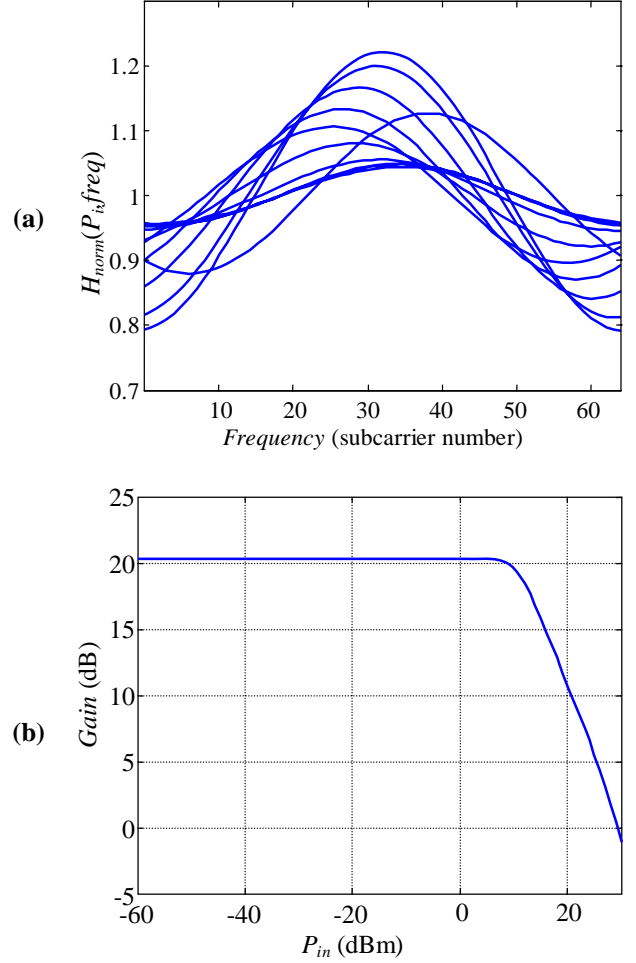 (a)
H_norm(P_i,freq)
1.2
1.1
1
0.9
0.8
0.7
10 20 30 40 50 60
Frequency (subcarrier number)
(b)
Gain (dB)
25
20
15
10
5
0
-5
-60 -40 -20 0 20
P_in (dBm)